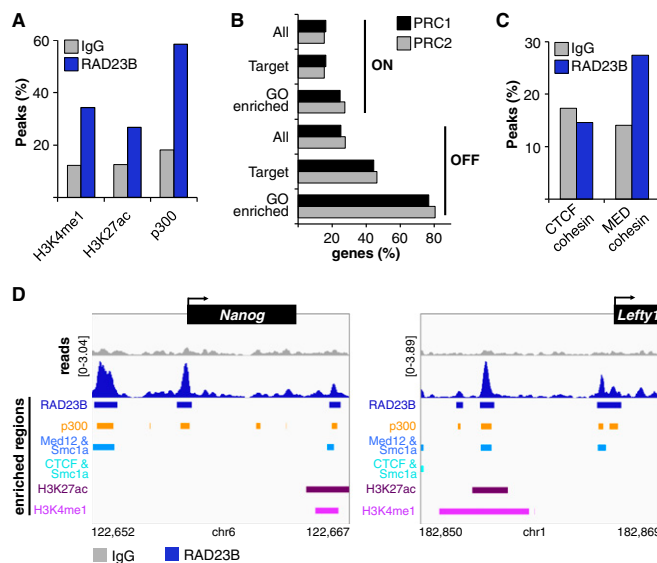 A
Peaks (%)
60
40
20
IgG
RAD23B
H3K4me1
H3K27ac
p300
B
PRC1
PRC2
All
Target
GO
enriched
ON
All
Target
GO
enriched
OFF
0 20 40 60 80
genes (%)
C
Peaks (%)
30
20
10
IgG
RAD23B
CTCF
cohesin
MED
cohesin
D
Nanog
Lefty1
reads
[0-3.04]
[0-3.89]
enriched regions
RAD23B
RAD23B
p300
p300
Med12 &
Smc1a
Med12 &
Smc1a
CTCF &
Smc1a
CTCF &
Smc1a
H3K27ac
H3K27ac
H3K4me1
H3K4me1
122,652 chr6 122,667
182,850 chr1 182,869
IgG RAD23B